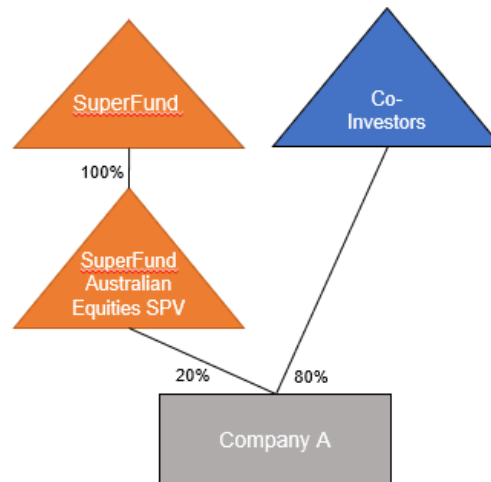 SuperFund
Co-
Investors
100%
SuperFund
Australian
Equities SPV
20%
80%
Company A